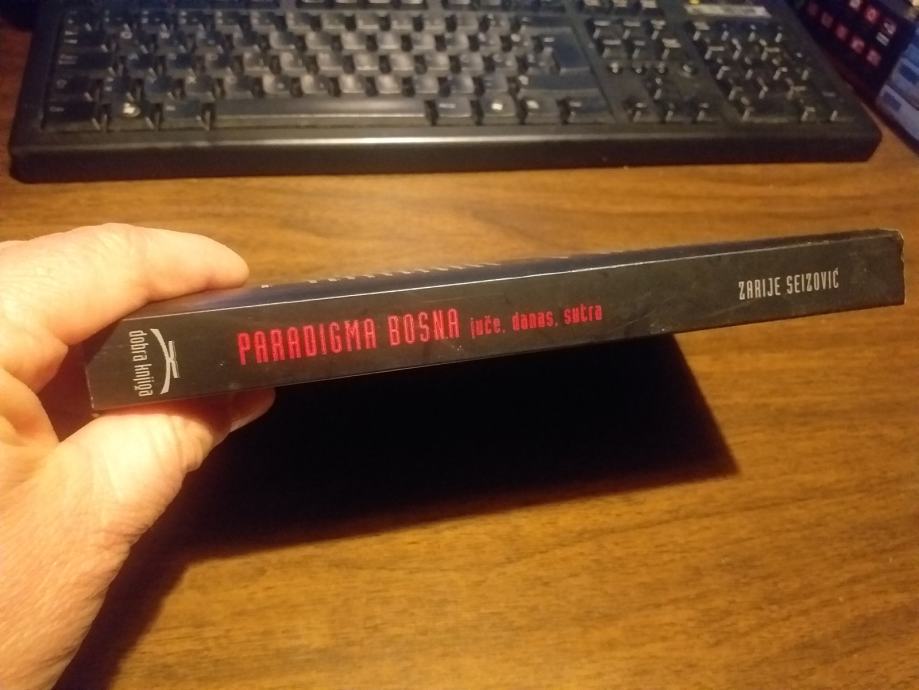 PARADIGMA BOSNA juče, danas, sutra
ZARIJE SEIZOVIĆ
dobra knjiga